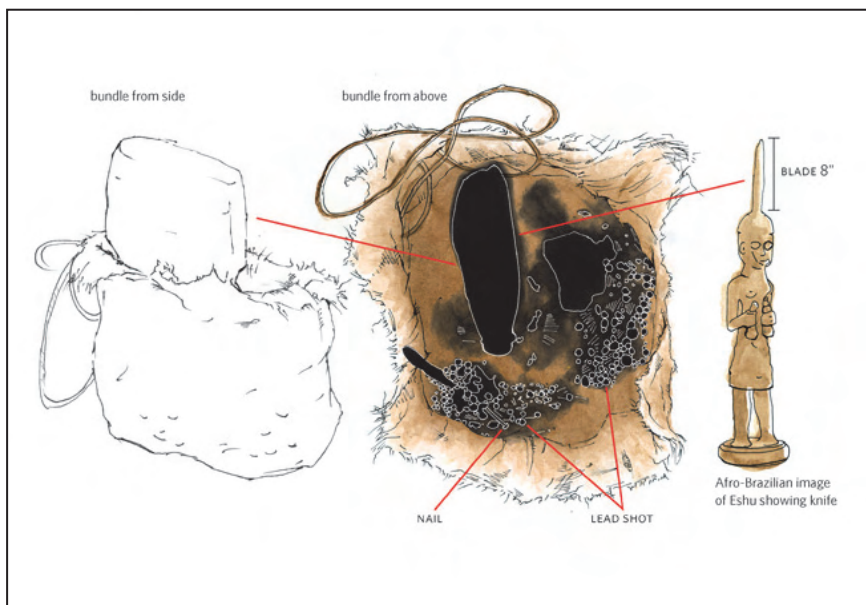 bundle from side
bundle from above
BLADE 8"
NAIL
LEAD SHOT
Afro-Brazilian image
of Eshu showing knife